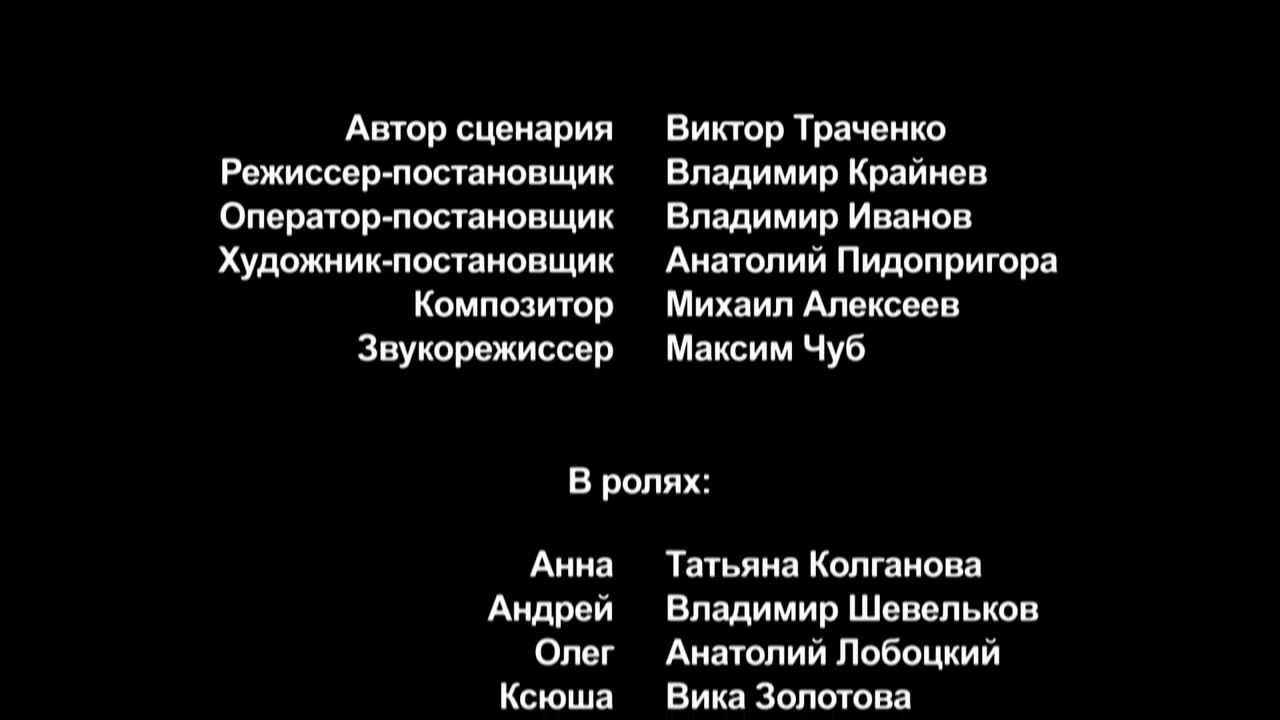 Автор сценария Виктор Траченко
Режиссер-постановщик Владимир Крайнев
Оператор-постановщик Владимир Иванов
Художник-постановщик Анатолий Пидопригора
Композитор Михаил Алексеев
Звукорежиссер Максим Чуб
В ролях:
Анна Татьяна Колганова
Андрей Владимир Шевельков
Олег Анатолий Лобоцкий
Ксюша Вика Золотова